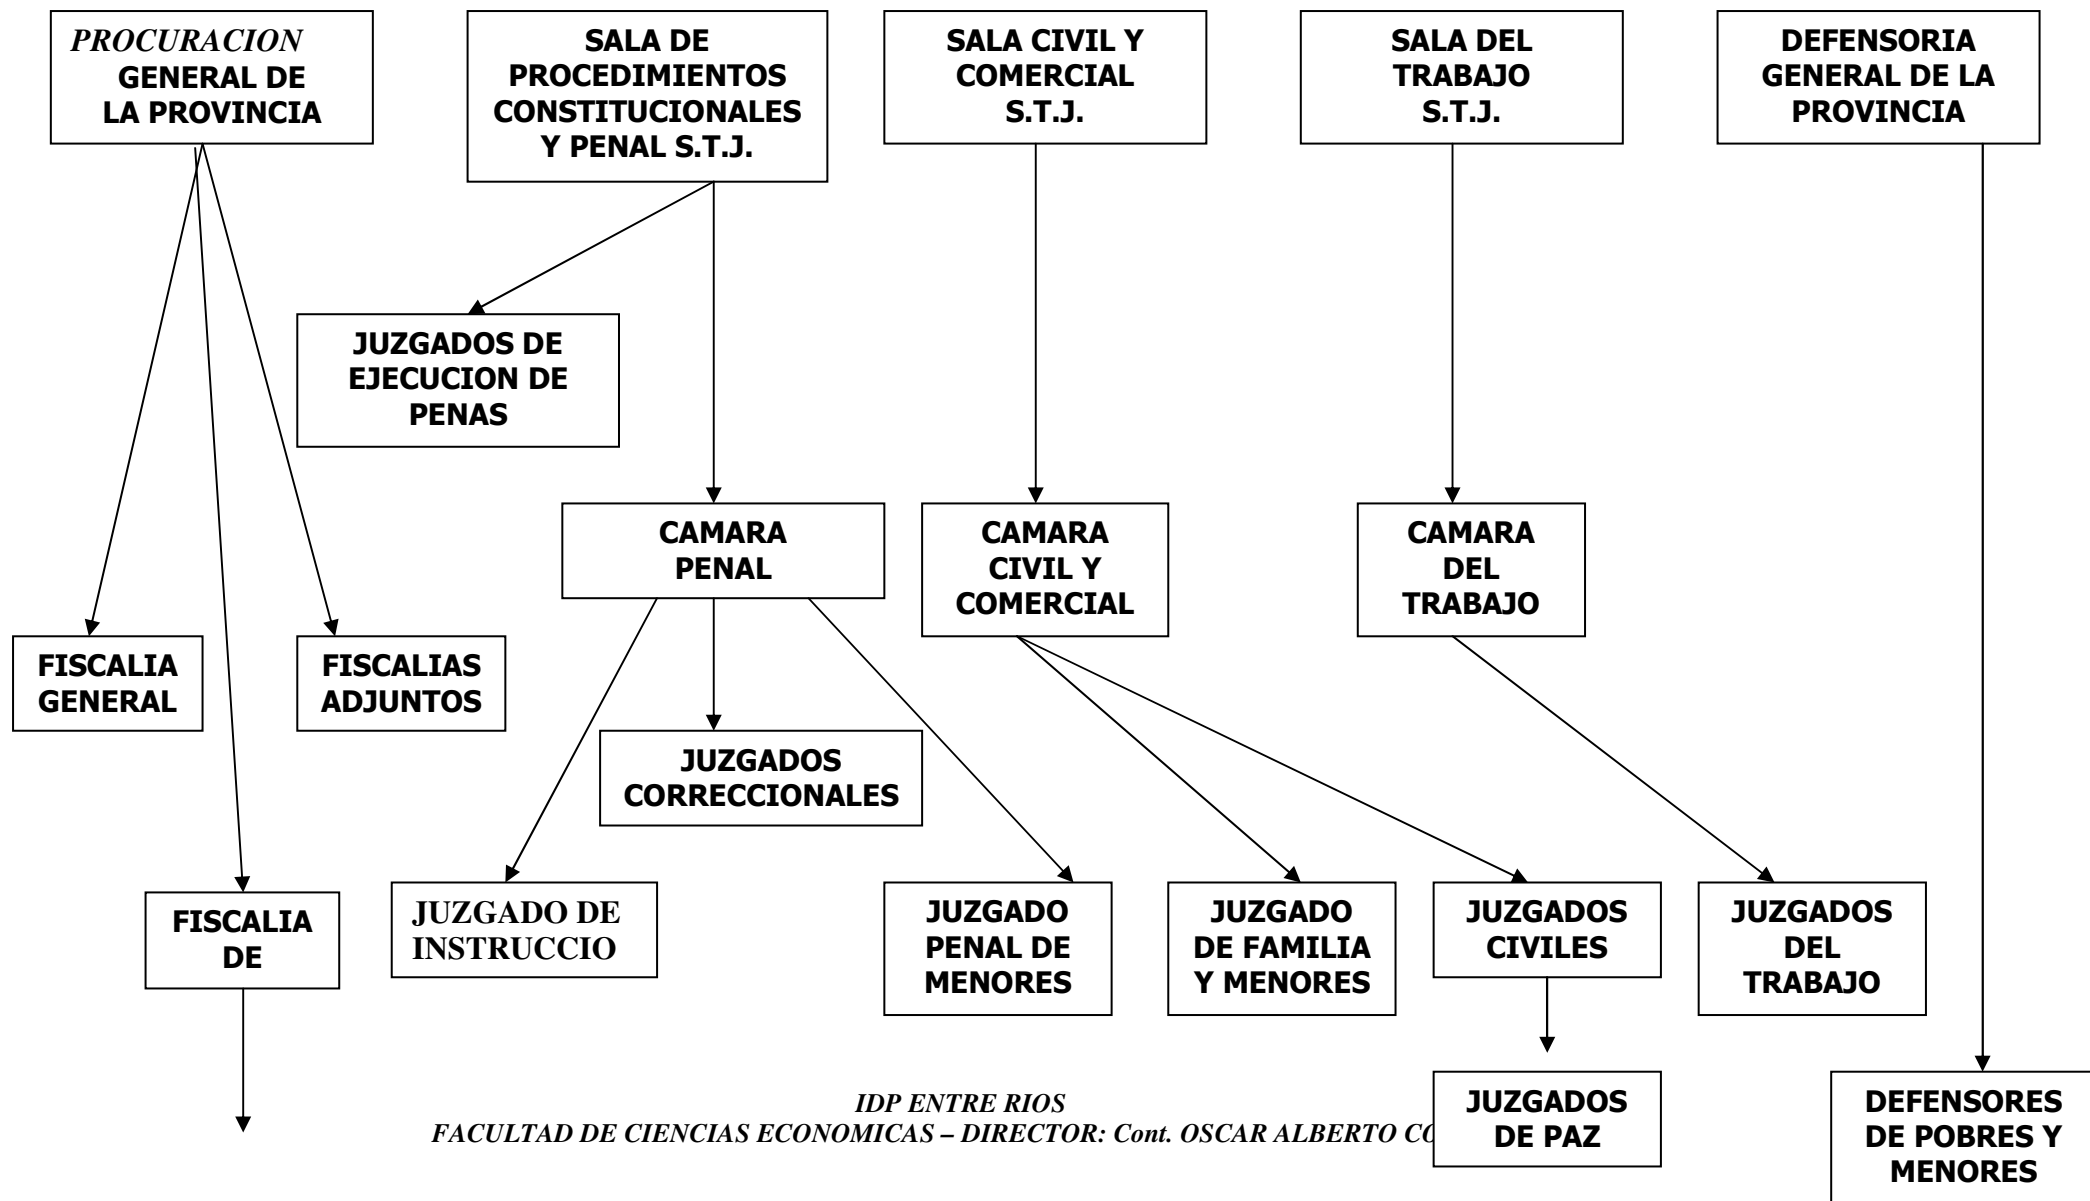 PROCURACION
GENERAL DE
LA PROVINCIA
SALA DE
PROCEDIMIENTOS
CONSTITUCIONALES
Y PENAL S.T.J.
SALA CIVIL Y
COMERCIAL
S.T.J.
SALA DEL
TRABAJO
S.T.J.
DEFENSORIA
GENERAL DE LA
PROVINCIA
JUZGADOS DE
EJECUCION DE
PENAS
CAMARA
PENAL
CAMARA
CIVIL Y
COMERCIAL
CAMARA
DEL
TRABAJO
FISCALIA
GENERAL
FISCALIAS
ADJUNTOS
JUZGADOS
CORRECCIONALES
FISCALIA
DE
JUZGADO DE
INSTRUCCIO
JUZGADO
PENAL DE
MENORES
JUZGADO
DE FAMILIA
Y MENORES
JUZGADOS
CIVILES
JUZGADOS
DEL
TRABAJO
JUZGADOS
DE PAZ
DEFENSORES
DE POBRES Y
MENORES
IDP ENTRE RIOS
FACULTAD DE CIENCIAS ECONOMICAS – DIRECTOR: Cont. OSCAR ALBERTO